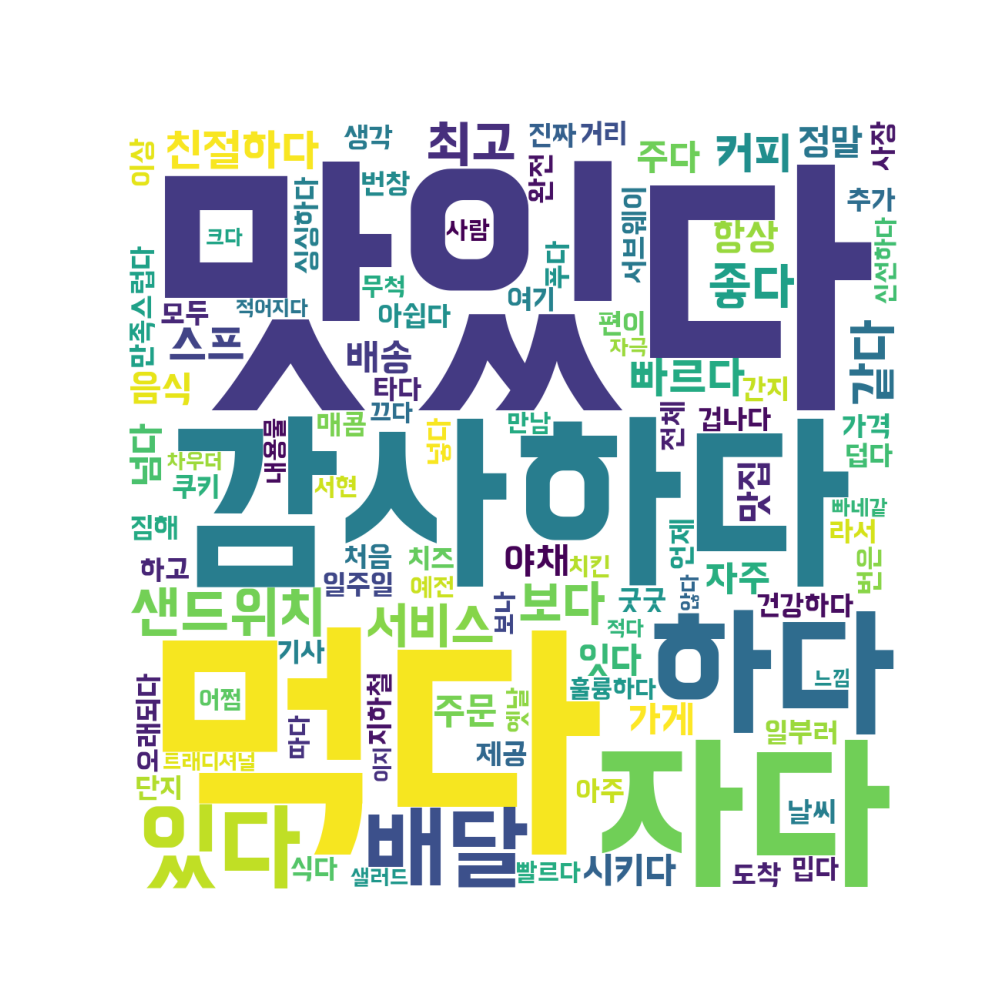 이상
친절하다
생각
최고
진짜
거리
완전
주다
커피
정말
사장
맛있다
크다
싱싱하다
번창
사람
서브웨이
항상
추가
신선하다
만족스럽다
모두
적어지다
무척
푸다
여기
아쉽다
좋다
스프
배송
편이
자극
같다
음식
타다
빠르다
간지
넘다
감사하다
매콤
끄다
넓다
만남
전체
겁나다
가격
덥다
차우더
쿠키
내용물
서현
맛집
빠네같
라서
짐해
하고
처음
치즈
야채
치킨
언제
자주
번은
일주일
예전
샌드위치
서비스
보나
보다
굿굿
않다
건강하다
적다
하다
기사
잇다
훌륭하다
느낌
먹다
어쩜
오래되다
지하철
이지
따다
주문
옛날
가게
일부러
트래디셔널
제공
단지
아주
자다
날씨
있다
배달
식다
샐러드
빨르다
시키다
도착
밉다